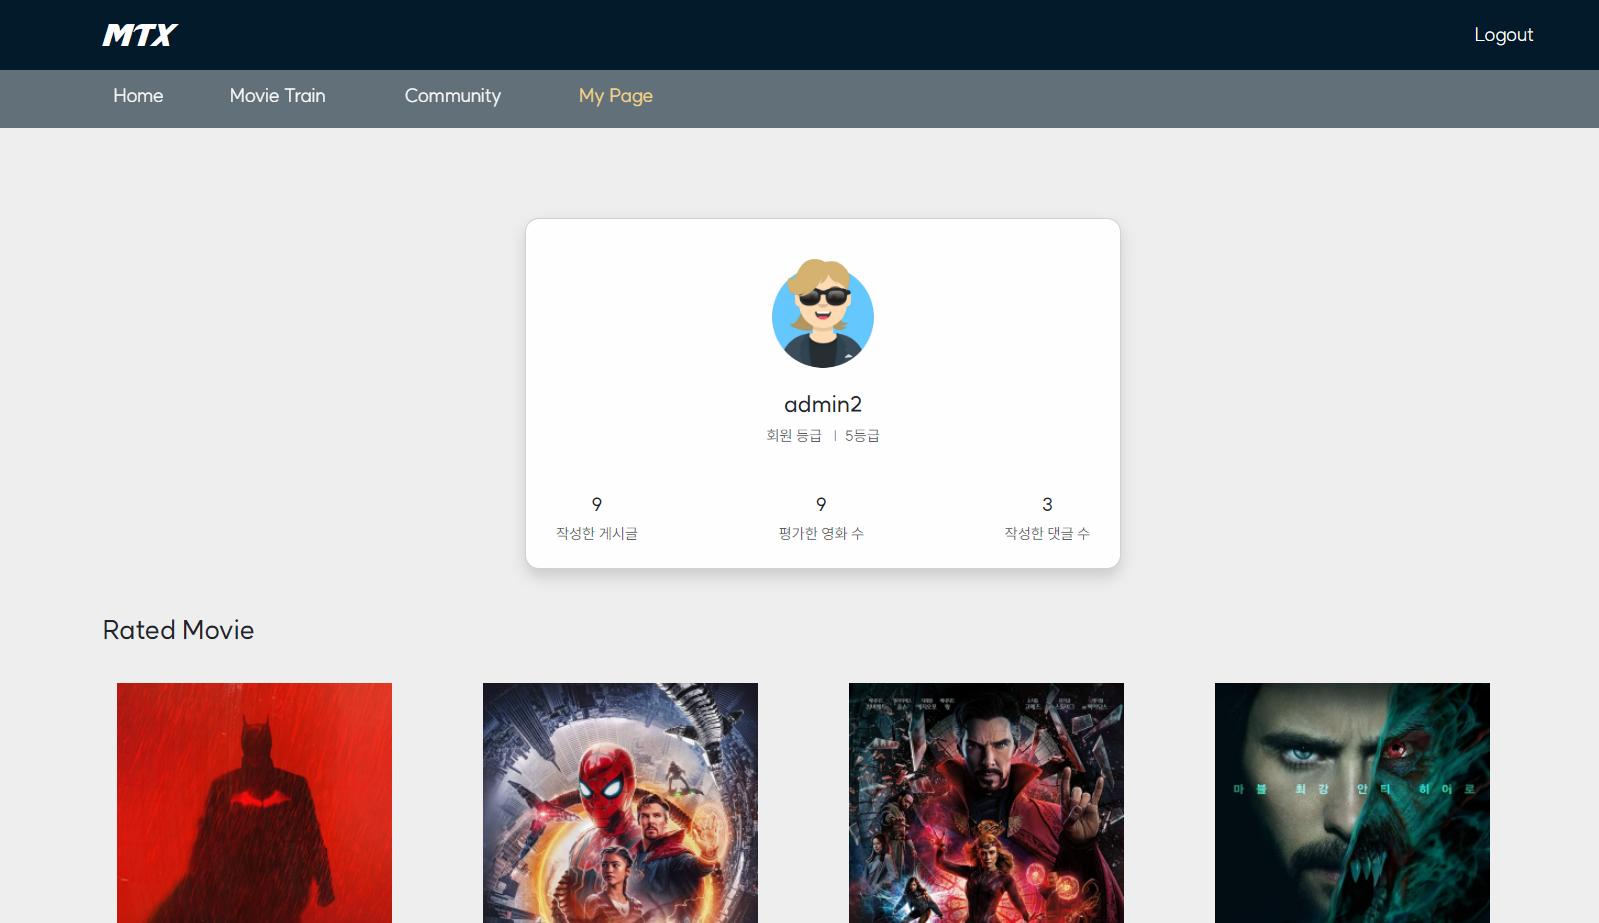 MTX
Logout
Home
Movie Train
Community
My Page
admin2
회원 등급 | 5등급
9
작성한 게시글
9
평가한 영화 수
3
작성한 댓글 수
Rated Movie
마블 최강 안티 히어로